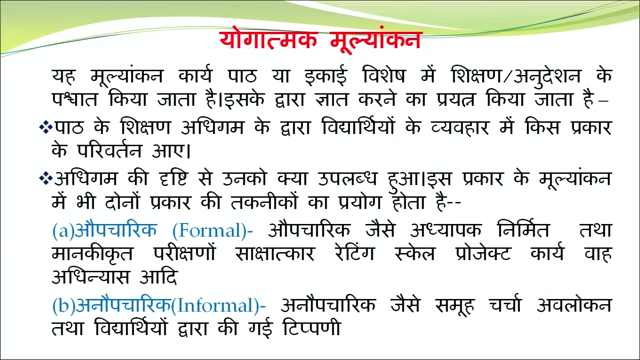 योगात्मक मूल्यांकन
यह मूल्यांकन कार्य पाठ या इकाई विशेष में शिक्षण/अनुदेशन के
पश्चात किया जाता है।इसके द्वारा ज्ञात करने का प्रयत्न किया जाता है –
❖पाठ के शिक्षण अधिगम के द्वारा विद्यार्थियों के व्यवहार में किस प्रकार
के परिवर्तन आए।
❖अधिगम की दृष्टि से उनको क्या उपलब्ध हुआ।इस प्रकार के मूल्यांकन
में भी दोनों प्रकार की तकनीकों का प्रयोग होता है--
(a)औपचारिक (Formal)- औपचारिक जैसे अध्यापक निर्मित तथा
मानकीकृत परीक्षणों साक्षात्कार रेटिंग स्केल प्रोजेक्ट कार्य वाह
अधिन्यास आदि
(b)अनौपचारिक(Informal)- अनौपचारिक जैसे समूह चर्चा अवलोकन
तथा विद्यार्थियों द्वारा की गई टिप्पणी